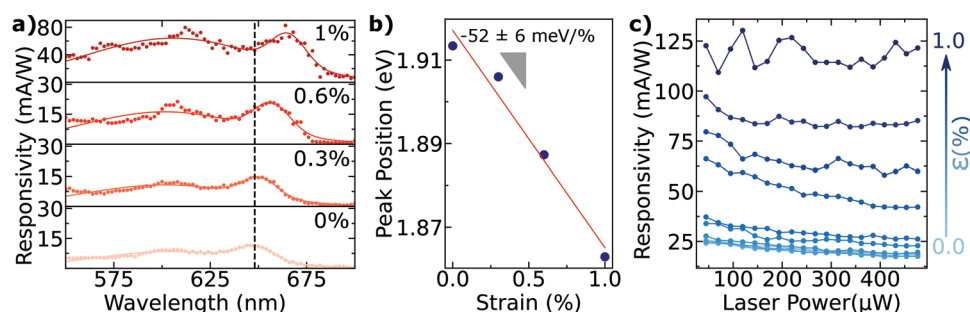 a)
80
40
1%
30
15
0.6%
30
15
0.3%
30
15
0%
Responsivity (mA/W)
575
625
675
Wavelength (nm)
b)
-52 ± 6 meV/%
1.91
1.89
1.87
Peak Position (eV)
0.0
0.5
1.0
Strain (%)
c)
125
100
75
50
25
Responsivity (mA/W)
100
200
300
400
Laser Power(μW)
1.0
ε(%)
0.0